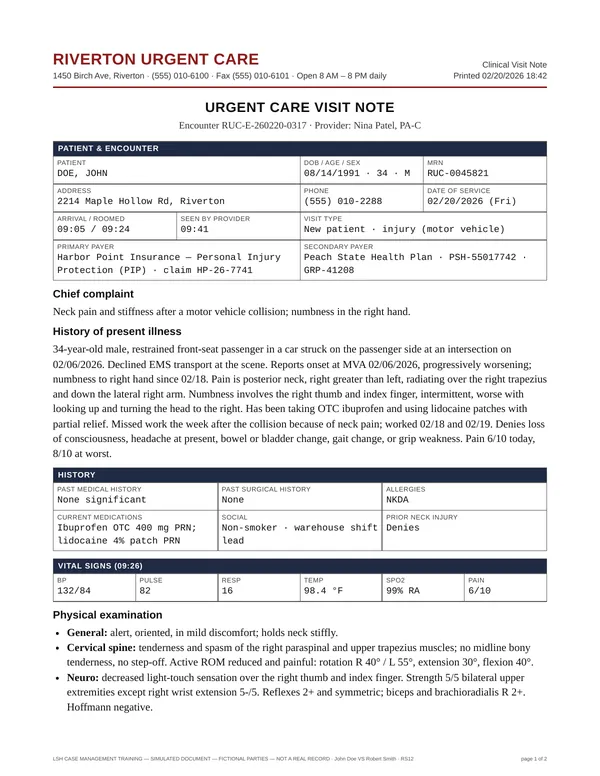 RIVERTON URGENT CARE
1450 Birch Ave, Riverton · (555) 010-6100 · Fax (555) 010-6101 · Open 8 AM – 8 PM daily
Clinical Visit Note
Printed 02/20/2026 18:42
URGENT CARE VISIT NOTE
Encounter RUC-E-260220-0317 · Provider: Nina Patel, PA-C
PATIENT & ENCOUNTER
PATIENT
DOE, JOHN
DOB / AGE / SEX
08/14/1991 · 34 · M
MRN
RUC-0045821
ADDRESS
2214 Maple Hollow Rd, Riverton
PHONE
(555) 010-2288
DATE OF SERVICE
02/20/2026 (Fri)
ARRIVAL / ROOMED
09:05 / 09:24
SEEN BY PROVIDER
09:41
VISIT TYPE
New patient · injury (motor vehicle)
PRIMARY PAYER
Harbor Point Insurance — Personal Injury
Protection (PIP) · claim HP-26-7741
SECONDARY PAYER
Peach State Health Plan · PSH-55017742 ·
GRP-41208
Chief complaint
Neck pain and stiffness after a motor vehicle collision; numbness in the right hand.
History of present illness
34-year-old male, restrained front-seat passenger in a car struck on the passenger side at an intersection on
02/06/2026. Declined EMS transport at the scene. Reports onset at MVA 02/06/2026, progressively worsening;
numbness to right hand since 02/18. Pain is posterior neck, right greater than left, radiating over the right trapezius
and down the lateral right arm. Numbness involves the right thumb and index finger, intermittent, worse with
looking up and turning the head to the right. Has been taking OTC ibuprofen and using lidocaine patches with
partial relief. Missed work the week after the collision because of neck pain; worked 02/18 and 02/19. Denies loss
of consciousness, headache at present, bowel or bladder change, gait change, or grip weakness. Pain 6/10 today,
8/10 at worst.
HISTORY
PAST MEDICAL HISTORY
None significant
PAST SURGICAL HISTORY
None
ALLERGIES
NKDA
CURRENT MEDICATIONS
Ibuprofen OTC 400 mg PRN;
lidocaine 4% patch PRN
SOCIAL
Non-smoker · warehouse shift
lead
PRIOR NECK INJURY
Denies
VITAL SIGNS (09:26)
BP
132/84
PULSE
82
RESP
16
TEMP
98.4 °F
SPO2
99% RA
PAIN
6/10
Physical examination
• General: alert, oriented, in mild discomfort; holds neck stiffly.
• Cervical spine: tenderness and spasm of the right paraspinal and upper trapezius muscles; no midline bony
tenderness, no step-off. Active ROM reduced and painful: rotation R 40° / L 55°, extension 30°, flexion 40°.
• Neuro: decreased light-touch sensation over the right thumb and index finger. Strength 5/5 bilateral upper
extremities except right wrist extension 5-/5. Reflexes 2+ and symmetric; biceps and brachioradialis R 2+.
Hoffmann negative.
LSH CASE MANAGEMENT TRAINING — SIMULATED DOCUMENT — FICTIONAL PARTIES — NOT A REAL RECORD · John Doe VS Robert Smith · RS12
page 1 of 2